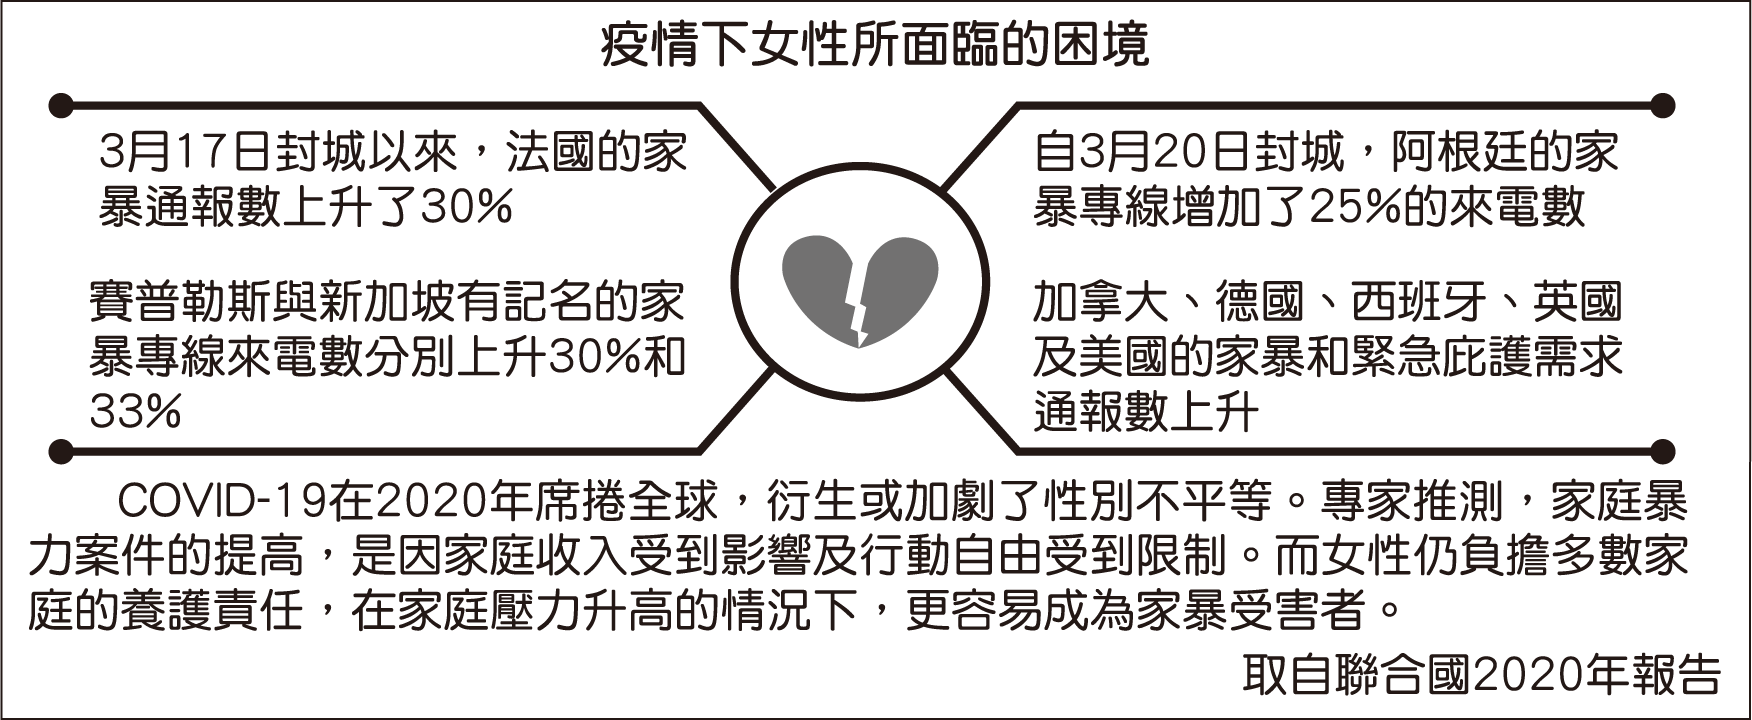 疫情下女性所面臨的困境
3月17日封城以來，法國的家
暴通報數上升了30%
自3月20日封城，阿根廷的家
暴專線增加了25%的來電數
賽普勒斯與新加坡有記名的家
暴專線來電數分別上升30%和
33%
加拿大、德國、西班牙、英國
及美國的家暴和緊急庇護需求
通報數上升
COVID-19在2020年席捲全球，衍生或加劇了性別不平等。專家推測，家庭暴
力案件的提高，是因家庭收入受到影響及行動自由受到限制。而女性仍負擔多數家
庭的養護責任，在家庭壓力升高的情況下，更容易成為家暴受害者。
取自聯合國2020年報告